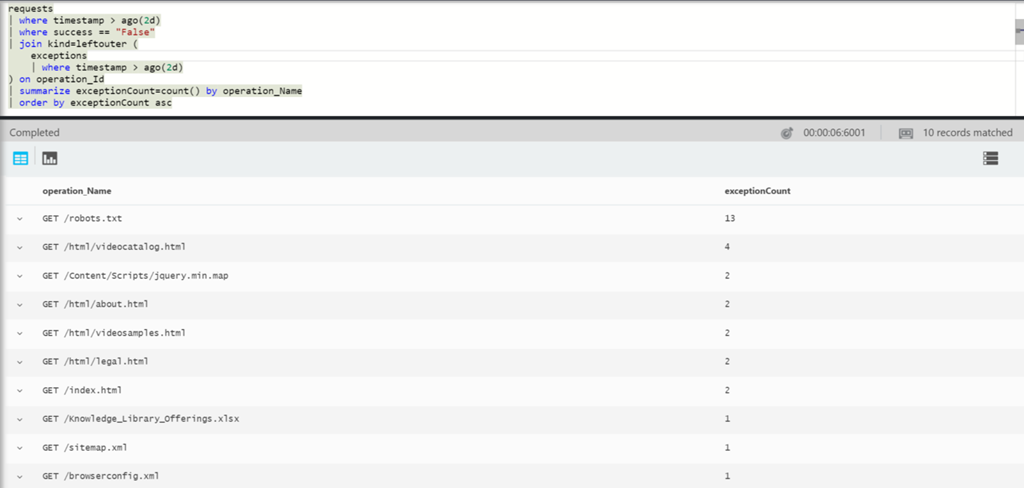 requests
| where timestamp > ago(2d)
| where success == "False"
| join kind=leftouter (
exceptions
| where timestamp > ago(2d)
) on operation_Id
| summarize exceptionCount=count() by operation_Name
| order by exceptionCount asc
Completed 00:00:06:6001 10 records matched
operation_Name exceptionCount
GET /robots.txt 13
GET /html/videocatalog.html 4
GET /Content/Scripts/jquery.min.map 2
GET /html/about.html 2
GET /html/videosamples.html 2
GET /html/legal.html 2
GET /index.html 2
GET /Knowledge_Library_Offerings.xlsx 1
GET /sitemap.xml 1
GET /browserconfig.xml 1